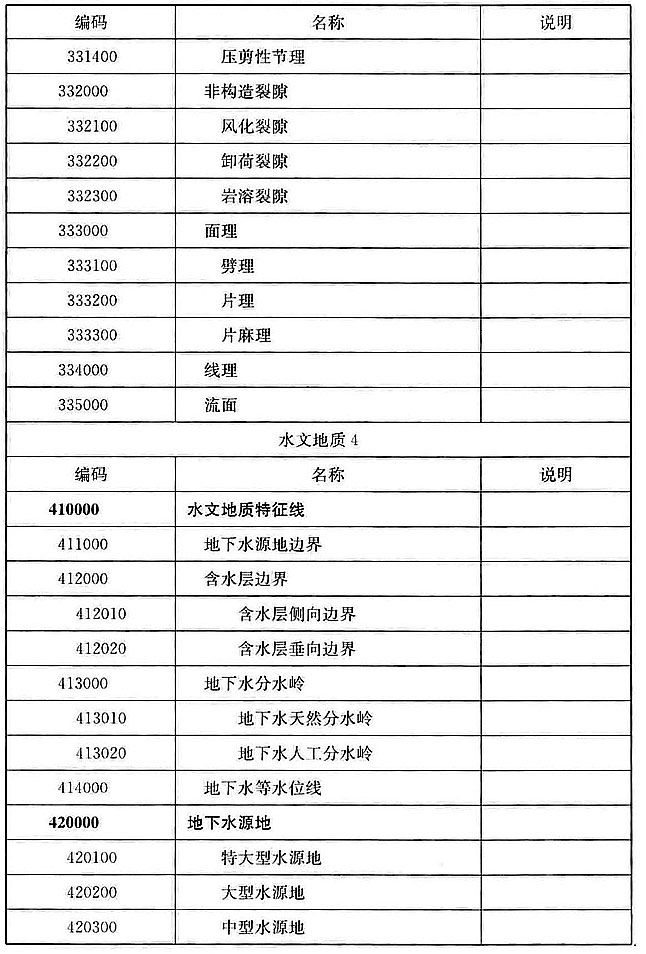 编码 名称 说明
331400 压剪性节理
332000 非构造裂隙
332100 风化裂隙
332200 卸荷裂隙
332300 岩溶裂隙
333000 面理
333100 劈理
333200 片理
333300 片麻理
334000 线理
335000 流面
水文地质 4
编码 名称 说明
410000 水文地质特征线
411000 地下水源地边界
412000 含水层边界
412010 含水层侧向边界
412020 含水层垂向边界
413000 地下水分水岭
413010 地下水天然分水岭
413020 地下水人工分水岭
414000 地下水等水位线
420000 地下水源地
420100 特大型水源地
420200 大型水源地
420300 中型水源地